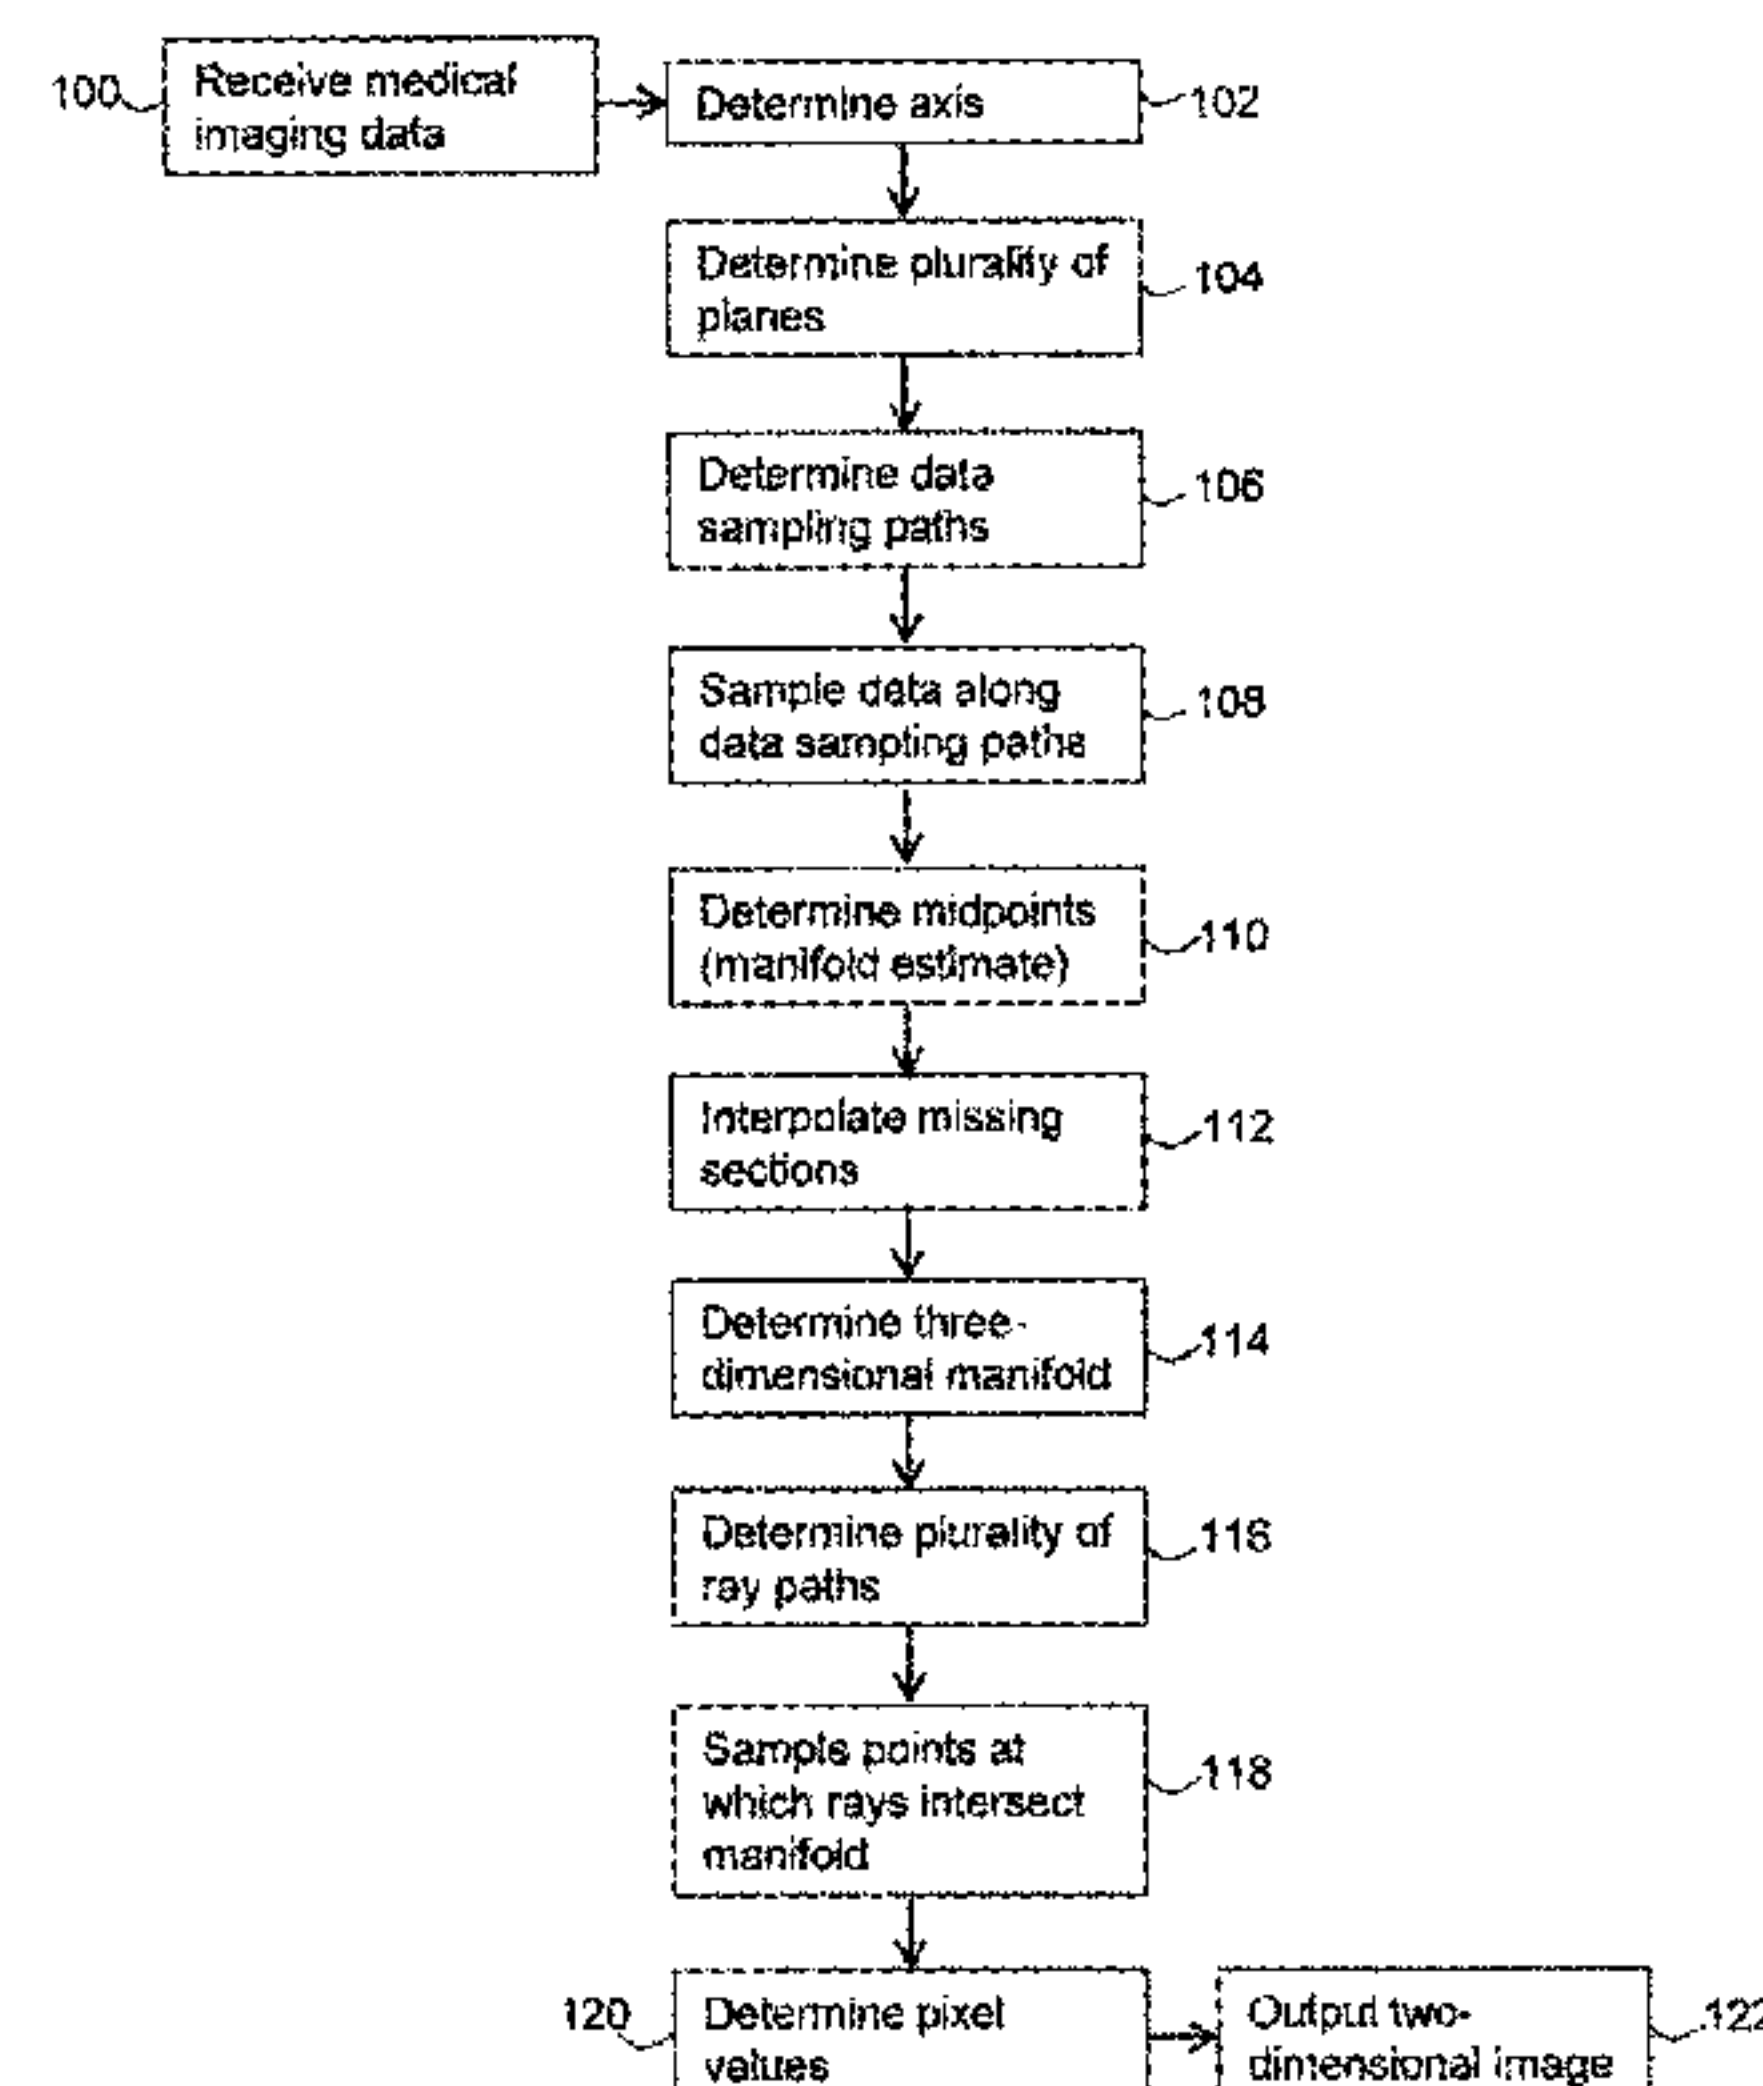 100
Receive medical
imaging data
Determine axis
102
Determine plurality of
planes
104
Determine data
sampling paths
106
Sample data along
data sampling paths
108
Determine midpoints
(manifold estimate)
110
Interpolate missing
sections
112
Determine three-
dimensional manifold
114
Determine plurality of
ray paths
116
Sample points at
which rays intersect
manifold
118
120
Determine pixel
values
Output two-
dimensional image
122